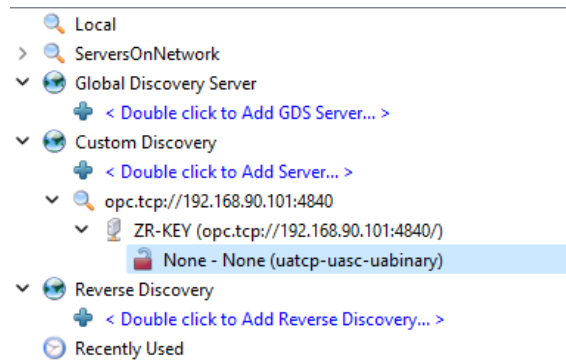 Local
ServersOnNetwork
Global Discovery Server
< Double click to Add GDS Server... >
Custom Discovery
< Double click to Add Server... >
opc.tcp://192.168.90.101:4840
ZR-KEY (opc.tcp://192.168.90.101:4840/)
None - None (uatcp-uasc-uabinary)
Reverse Discovery
< Double click to Add Reverse Discovery... >
Recently Used